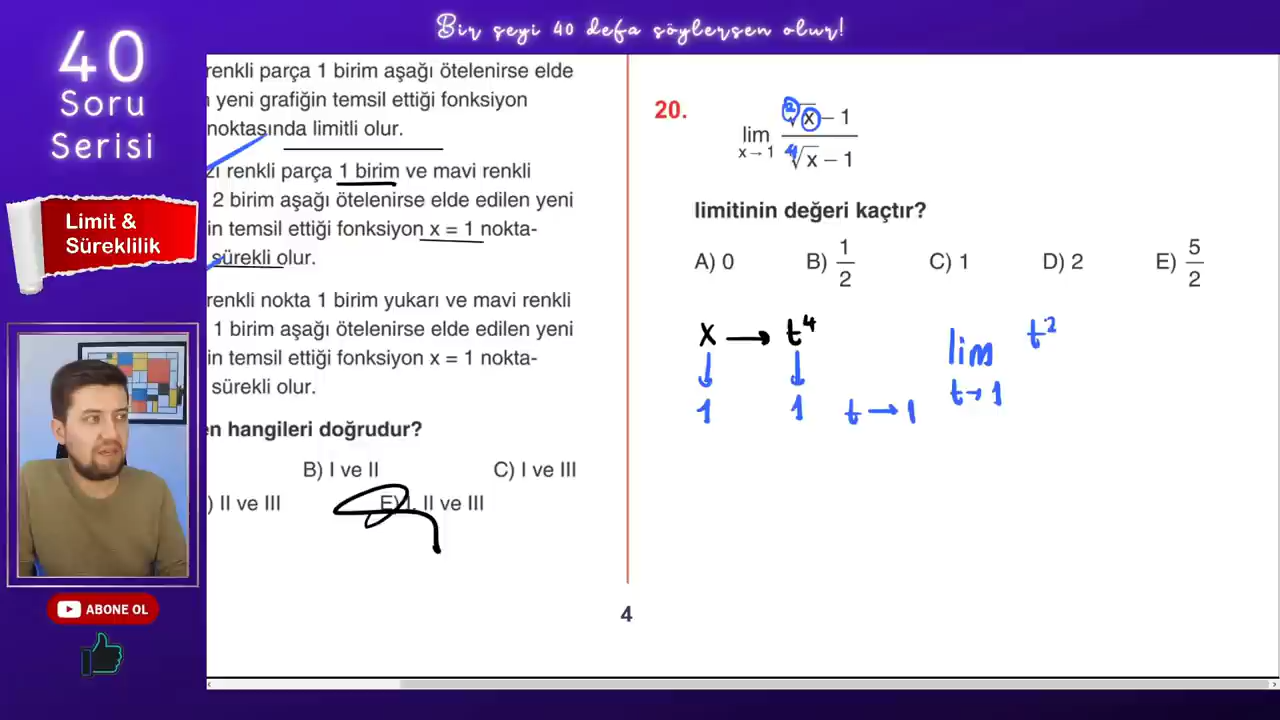 Bir şeyi 40 defa söylersen olur!
40
Soru
Serisi
Limit &
Süreklilik
ABONE OL
renkli parça 1 birim aşağı ötelenirse elde
yeni grafiğin temsil ettiği fonksiyon
noktasında limitli olur.
zı renkli parça 1 birim ve mavi renkli
2 birim aşağı ötelenirse elde edilen yeni
in temsil ettiği fonksiyon x = 1 nokta-
sürekli olur.
renkli nokta 1 birim yukarı ve mavi renkli
1 birim aşağı ötelenirse elde edilen yeni
in temsil ettiği fonksiyon x = 1 nokta-
sürekli olur.
en hangileri doğrudur?
B) I ve II C) I ve III
) II ve III E) I, II ve III
4
20.
lim x→1 (²√x – 1) / (⁴√x – 1)
limitinin değeri kaçtır?
A) 0 B) 1/2 C) 1 D) 2 E) 5/2
x → t⁴
↓ ↓
1 1 t → 1
lim t²
t→1